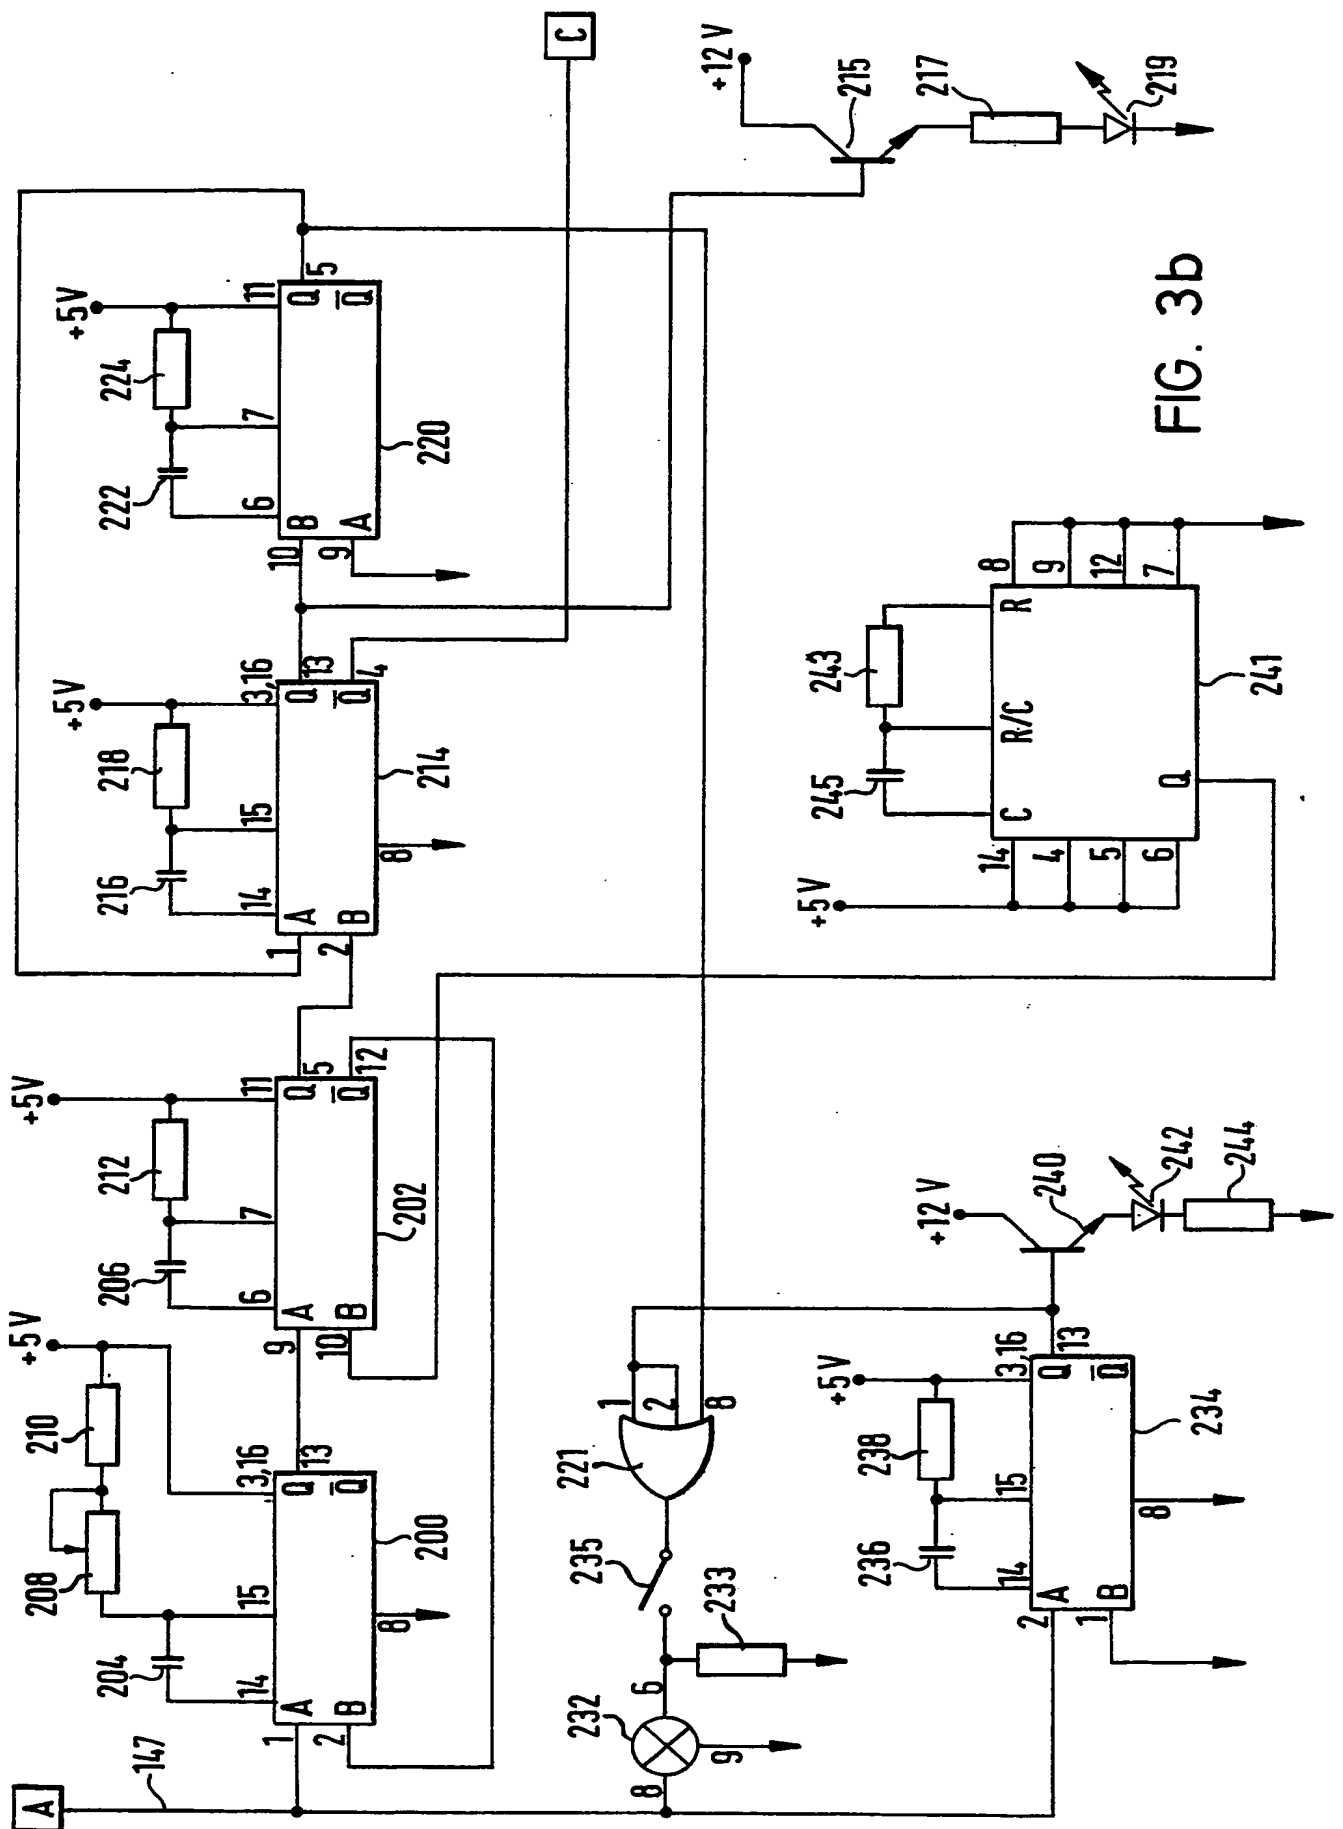 A
147
C
+5V
210
208
204
14
15
3,16
1
2
A
B
Q
Q̅
13
8
200
+5V
212
206
6
7
11
9
10
A
B
Q
Q̅
5
12
202
+5V
218
216
14
15
3,16
1
2
A
B
Q
Q̅
13
4
8
214
+5V
224
222
6
7
11
10
9
B
A
Q
Q̅
5
220
+12V
215
217
219
232
8
6
9
233
235
221
1
2
8
+5V
238
236
14
15
3,16
2
1
A
B
Q
Q̅
13
8
234
+12V
240
242
244
+5V
14
4
5
6
245
243
C
R/C
R
Q
8
9
12
7
241
FIG. 3b